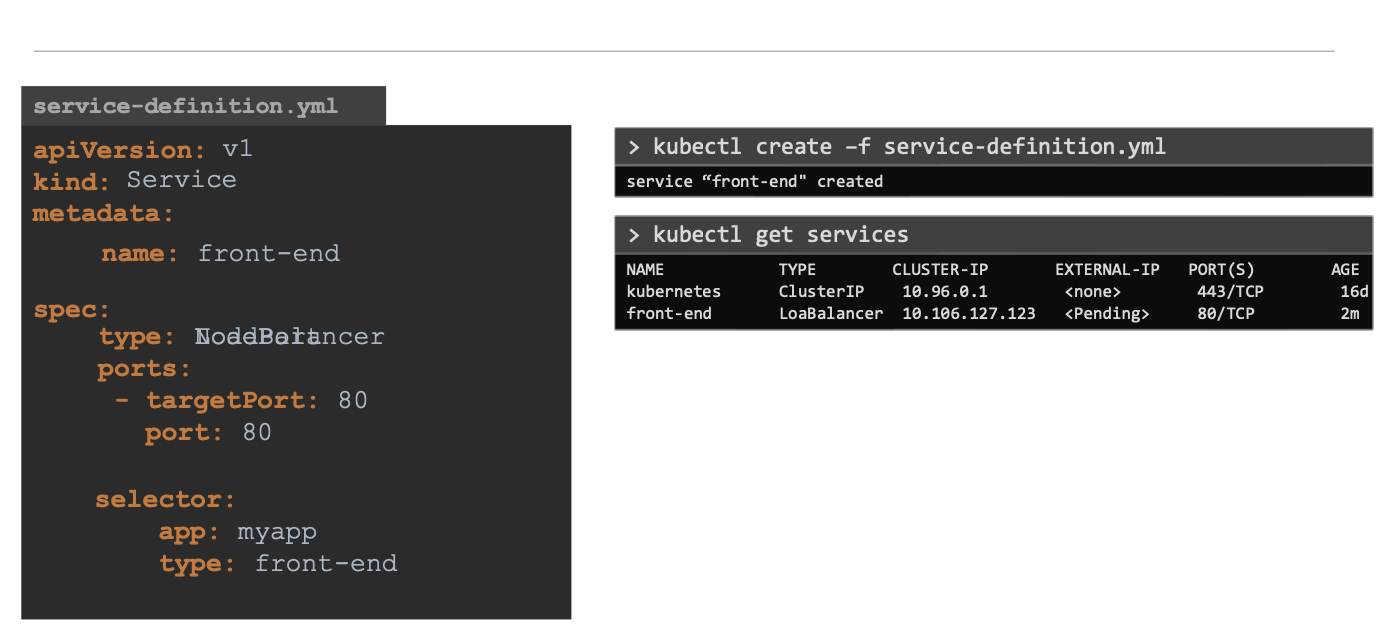 service-definition.yml
apiVersion: v1
kind: Service
metadata:
name: front-end
spec:
type:
ports:
- targetPort: 80
port: 80
selector:
app: myapp
type: front-end
> kubectl create –f service-definition.yml
service “front-end" created
> kubectl get services
NAME TYPE CLUSTER-IP EXTERNAL-IP PORT(S) AGE
kubernetes ClusterIP 10.96.0.1 <none> 443/TCP 16d
front-end LoaBalancer 10.106.127.123 <Pending> 80/TCP 2m